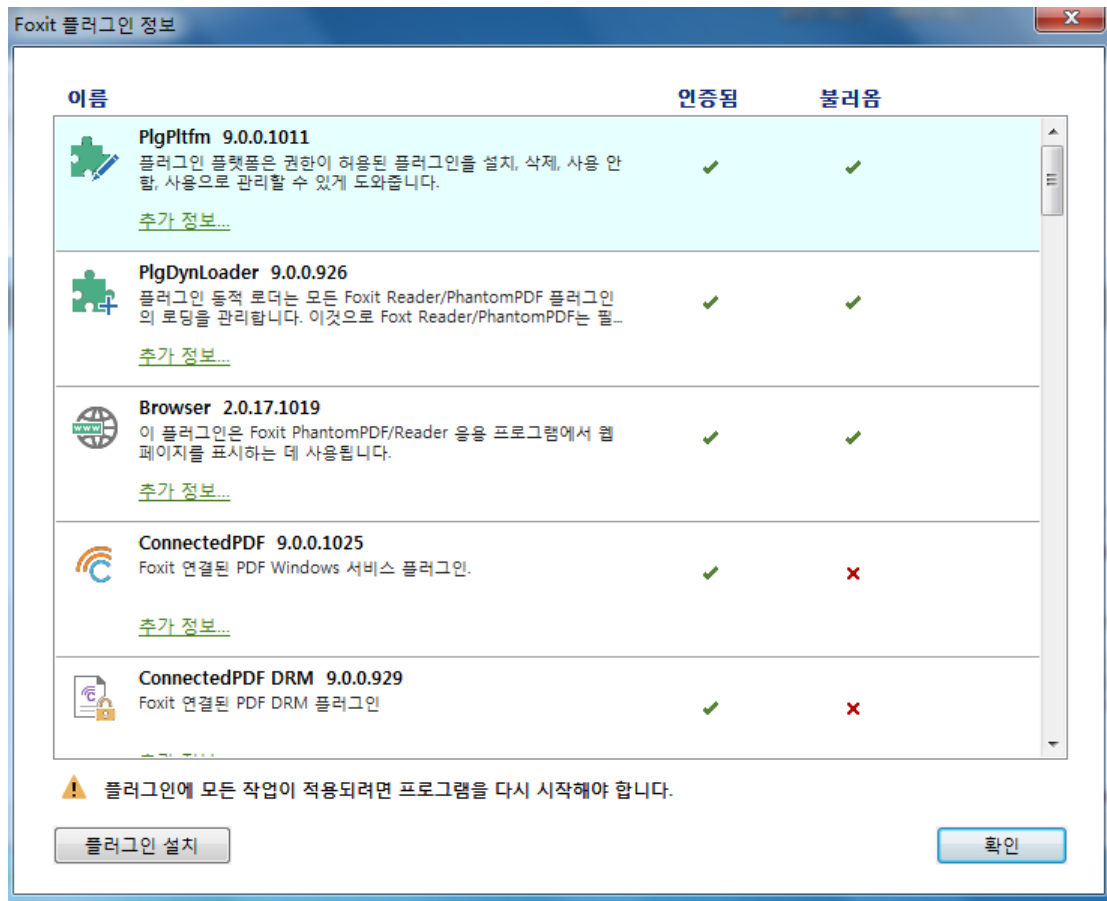 Foxit 플러그인 정보
이름 인증됨 불러옴
PlgPltfm 9.0.0.1011
플러그인 플랫폼은 권한이 허용된 플러그인을 설치, 삭제, 사용 안
함, 사용으로 관리할 수 있게 도와줍니다.
추가 정보...
PlgDynLoader 9.0.0.926
플러그인 동적 로더는 모든 Foxit Reader/PhantomPDF 플러그인
의 로딩을 관리합니다. 이것으로 Foxt Reader/PhantomPDF는 필...
추가 정보...
Browser 2.0.17.1019
www
이 플러그인은 Foxit PhantomPDF/Reader 응용 프로그램에서 웹
페이지를 표시하는 데 사용됩니다.
추가 정보...
ConnectedPDF 9.0.0.1025
Foxit 연결된 PDF Windows 서비스 플러그인.
추가 정보...
ConnectedPDF DRM 9.0.0.929
Foxit 연결된 PDF DRM 플러그인
플러그인에 모든 작업이 적용되려면 프로그램을 다시 시작해야 합니다.
플러그인 설치 확인